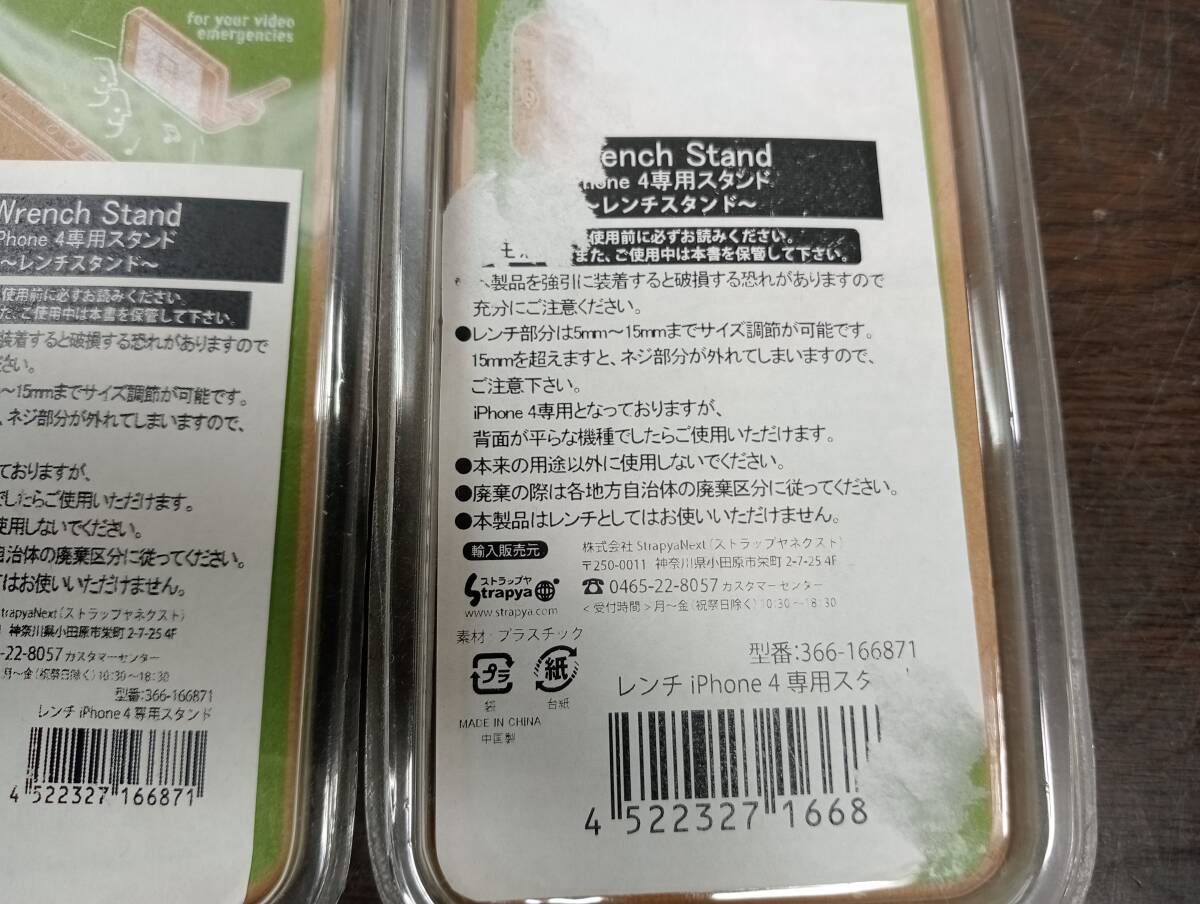 for your video
emergencies
Wrench Stand
iPhone 4専用スタンド
～レンチスタンド～
使用前に必ずお読みください。
た、ご使用中は本書を保管して下さい。
装着すると破損する恐れがありますので
さい。
～15mmまでサイズ調節が可能です。
、ネジ部分が外れてしまいますので、
ておりますが、
でしたらご使用いただけます。
使用しないでください。
自治体の廃棄区分に従ってください。
はお使いいただけません。
trapyaNext（ストラップヤネクスト）
神奈川県小田原市栄町 2-7-25 4F
-22-8057 カスタマーセンター
月～金（祝祭日除く）10:30～18:30
型番:366-166871
レンチ iPhone 4 専用スタンド
4 522327 166871
ench Stand
hone 4専用スタンド
～レンチスタンド～
使用前に必ずお読みください。
また、ご使用中は本書を保管して下さい。
製品を強引に装着すると破損する恐れがありますので
充分にご注意ください。
●レンチ部分は5mm～15mmまでサイズ調節が可能です。
15mmを超えますと、ネジ部分が外れてしまいますので、
ご注意下さい。
iPhone 4専用となっておりますが、
背面が平らな機種でしたらご使用いただけます。
●本来の用途以外に使用しないでください。
●廃棄の際は各地方自治体の廃棄区分に従ってください。
●本製品はレンチとしてはお使いいただけません。
輸入販売元
株式会社 StrapyaNext（ストラップヤネクスト）
〒250-0011 神奈川県小田原市栄町 2-7-25 4F
ストラップヤ
Strapya
☎ 0465-22-8057 カスタマーセンター
www.strapya.com
＜受付時間＞月～金（祝祭日除く）10:30～18:30
素材：プラスチック
プラ
紙
袋
台紙
MADE IN CHINA
中国製
型番:366-166871
レンチ iPhone 4 専用スタ
4 522327 1668